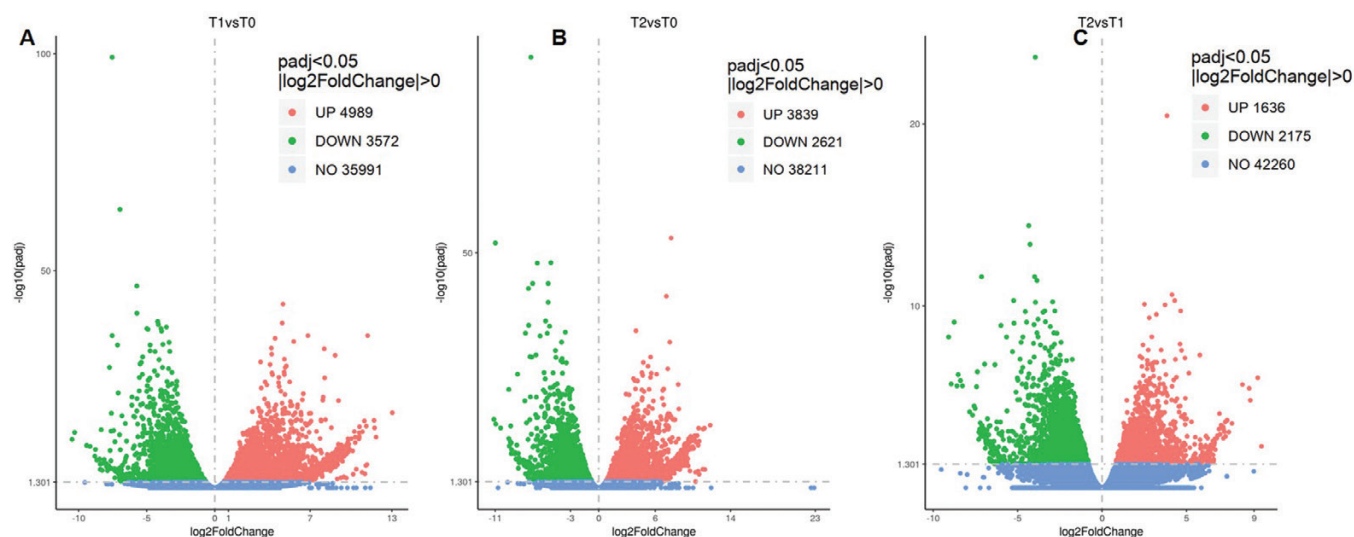 T1vsT0
A
100
padj<0.05
|log2FoldChange|>0
UP 4989
DOWN 3572
NO 35991
-log10(padj)
50
1.301
-10
-5
0
1
7
13
log2FoldChange
T2vsT0
B
padj<0.05
|log2FoldChange|>0
UP 3839
DOWN 2621
NO 38211
-log10(padj)
50
1.301
-11
-3
0
6
14
23
log2FoldChange
T2vsT1
C
padj<0.05
|log2FoldChange|>0
UP 1636
DOWN 2175
NO 42260
20
-log10(padj)
10
1.301
-10
-5
0
5
9
log2FoldChange